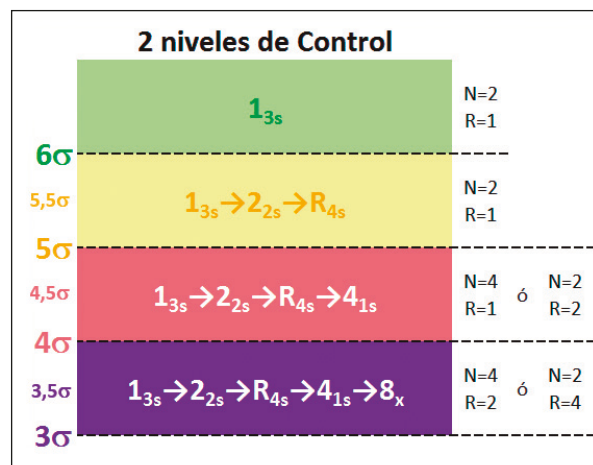 2 niveles de Control
1₃ₛ
N=2
R=1
6σ
5,5σ
1₃ₛ→2₂ₛ→R₄ₛ
N=2
R=1
5σ
4,5σ
1₃ₛ→2₂ₛ→R₄ₛ→4₁ₛ
N=4 ó N=2
R=1 R=2
4σ
3,5σ
1₃ₛ→2₂ₛ→R₄ₛ→4₁ₛ→8ₓ
N=4 ó N=2
R=2 R=4
3σ